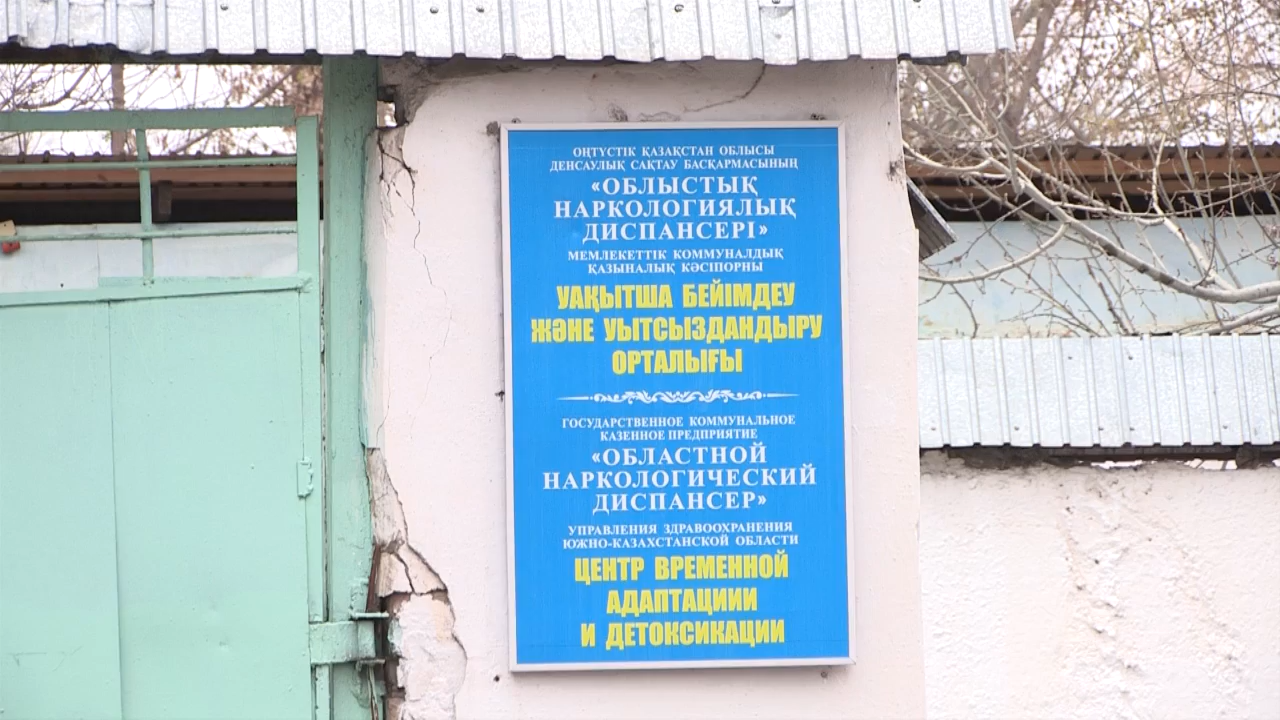 ОҢТҮСТІК ҚАЗАҚСТАН ОБЛЫСЫ
ДЕНСАУЛЫҚ САҚТАУ БАСҚАРМАСЫНЫҢ
«ОБЛЫСТЫҚ
НАРКОЛОГИЯЛЫҚ
ДИСПАНСЕРІ»
МЕМЛЕКЕТТІК КОММУНАЛДЫҚ
ҚАЗЫНАЛЫҚ КӘСІПОРНЫ
УАҚЫТША БЕЙІМДЕУ
ЖӘНЕ УЫТСЫЗДАНДЫРУ
ОРТАЛЫҒЫ
ГОСУДАРСТВЕННОЕ КОММУНАЛЬНОЕ
КАЗЕННОЕ ПРЕДПРИЯТИЕ
«ОБЛАСТНОЙ
НАРКОЛОГИЧЕСКИЙ
ДИСПАНСЕР»
УПРАВЛЕНИЯ ЗДРАВООХРАНЕНИЯ
ЮЖНО-КАЗАХСТАНСКОЙ ОБЛАСТИ
ЦЕНТР ВРЕМЕННОЙ
АДАПТАЦИИИ
И ДЕТОКСИКАЦИИ